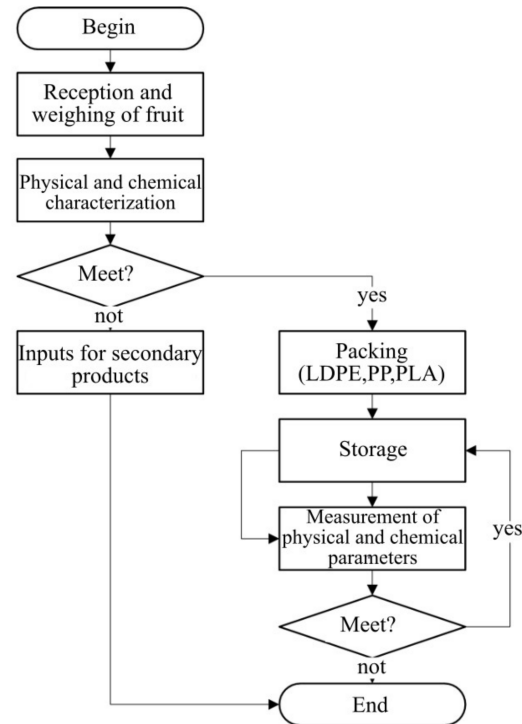 Begin
Reception and
weighing of fruit
Physical and chemical
characterization
Meet?
not
yes
Inputs for secondary
products
Packing
(LDPE,PP,PLA)
Storage
Measurement of
physical and chemical
parameters
yes
Meet?
not
End